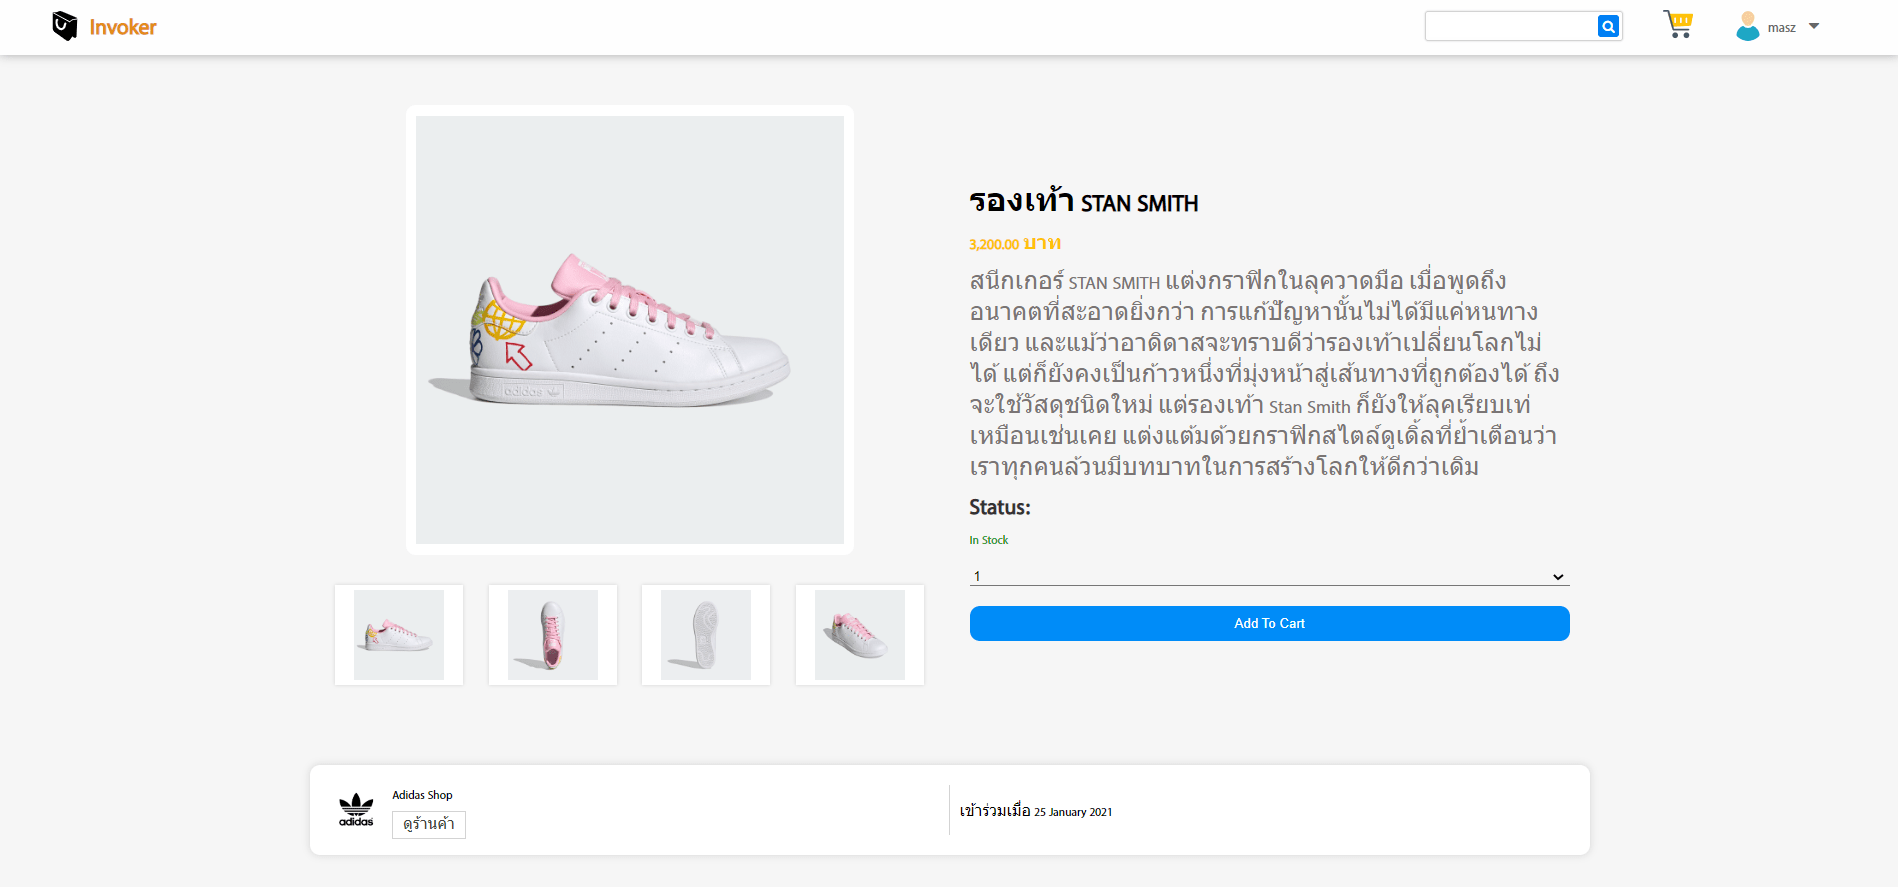 Invoker
masz
รองเท้า STAN SMITH
3,200.00 บาท
สนีกเกอร์ STAN SMITH แต่งกราฟิกในลุควาดมือ เมื่อพูดถึง
อนาคตที่สะอาดยิ่งกว่า การแก้ปัญหานั้นไม่ได้มีแค่หนทาง
เดียว และแม้ว่าอาดิดาสจะทราบดีว่ารองเท้าเปลี่ยนโลกไม่
ได้ แต่ก็ยังคงเป็นก้าวหนึ่งที่มุ่งหน้าสู่เส้นทางที่ถูกต้องได้ ถึง
จะใช้วัสดุชนิดใหม่ แต่รองเท้า Stan Smith ก็ยังให้ลุคเรียบเท่
เหมือนเช่นเคย แต่งแต้มด้วยกราฟิกสไตล์ดูเดิ้ลที่ย้ำเตือนว่า
เราทุกคนล้วนมีบทบาทในการสร้างโลกให้ดีกว่าเดิม
Status:
In Stock
1
Add To Cart
adidas
adidas
Adidas Shop
ดูร้านค้า
เข้าร่วมเมื่อ 25 January 2021